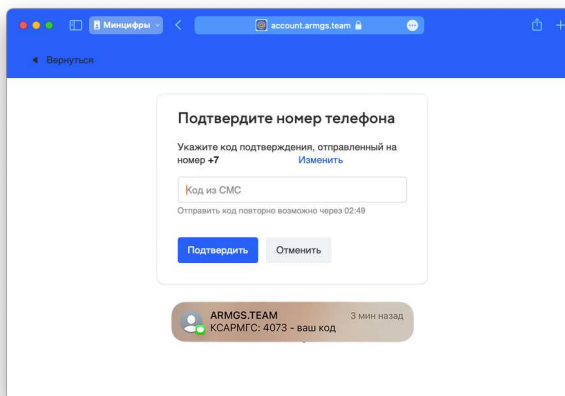 Минцифры
account.armgs.team
Вернуться
Подтвердите номер телефона
Укажите код подтверждения, отправленный на
номер +7 Изменить
Код из СМС
Отправить код повторно возможно через 02:49
Подтвердить Отменить
ARMGS.TEAM 3 мин назад
КСАРМГС: 4073 - ваш код